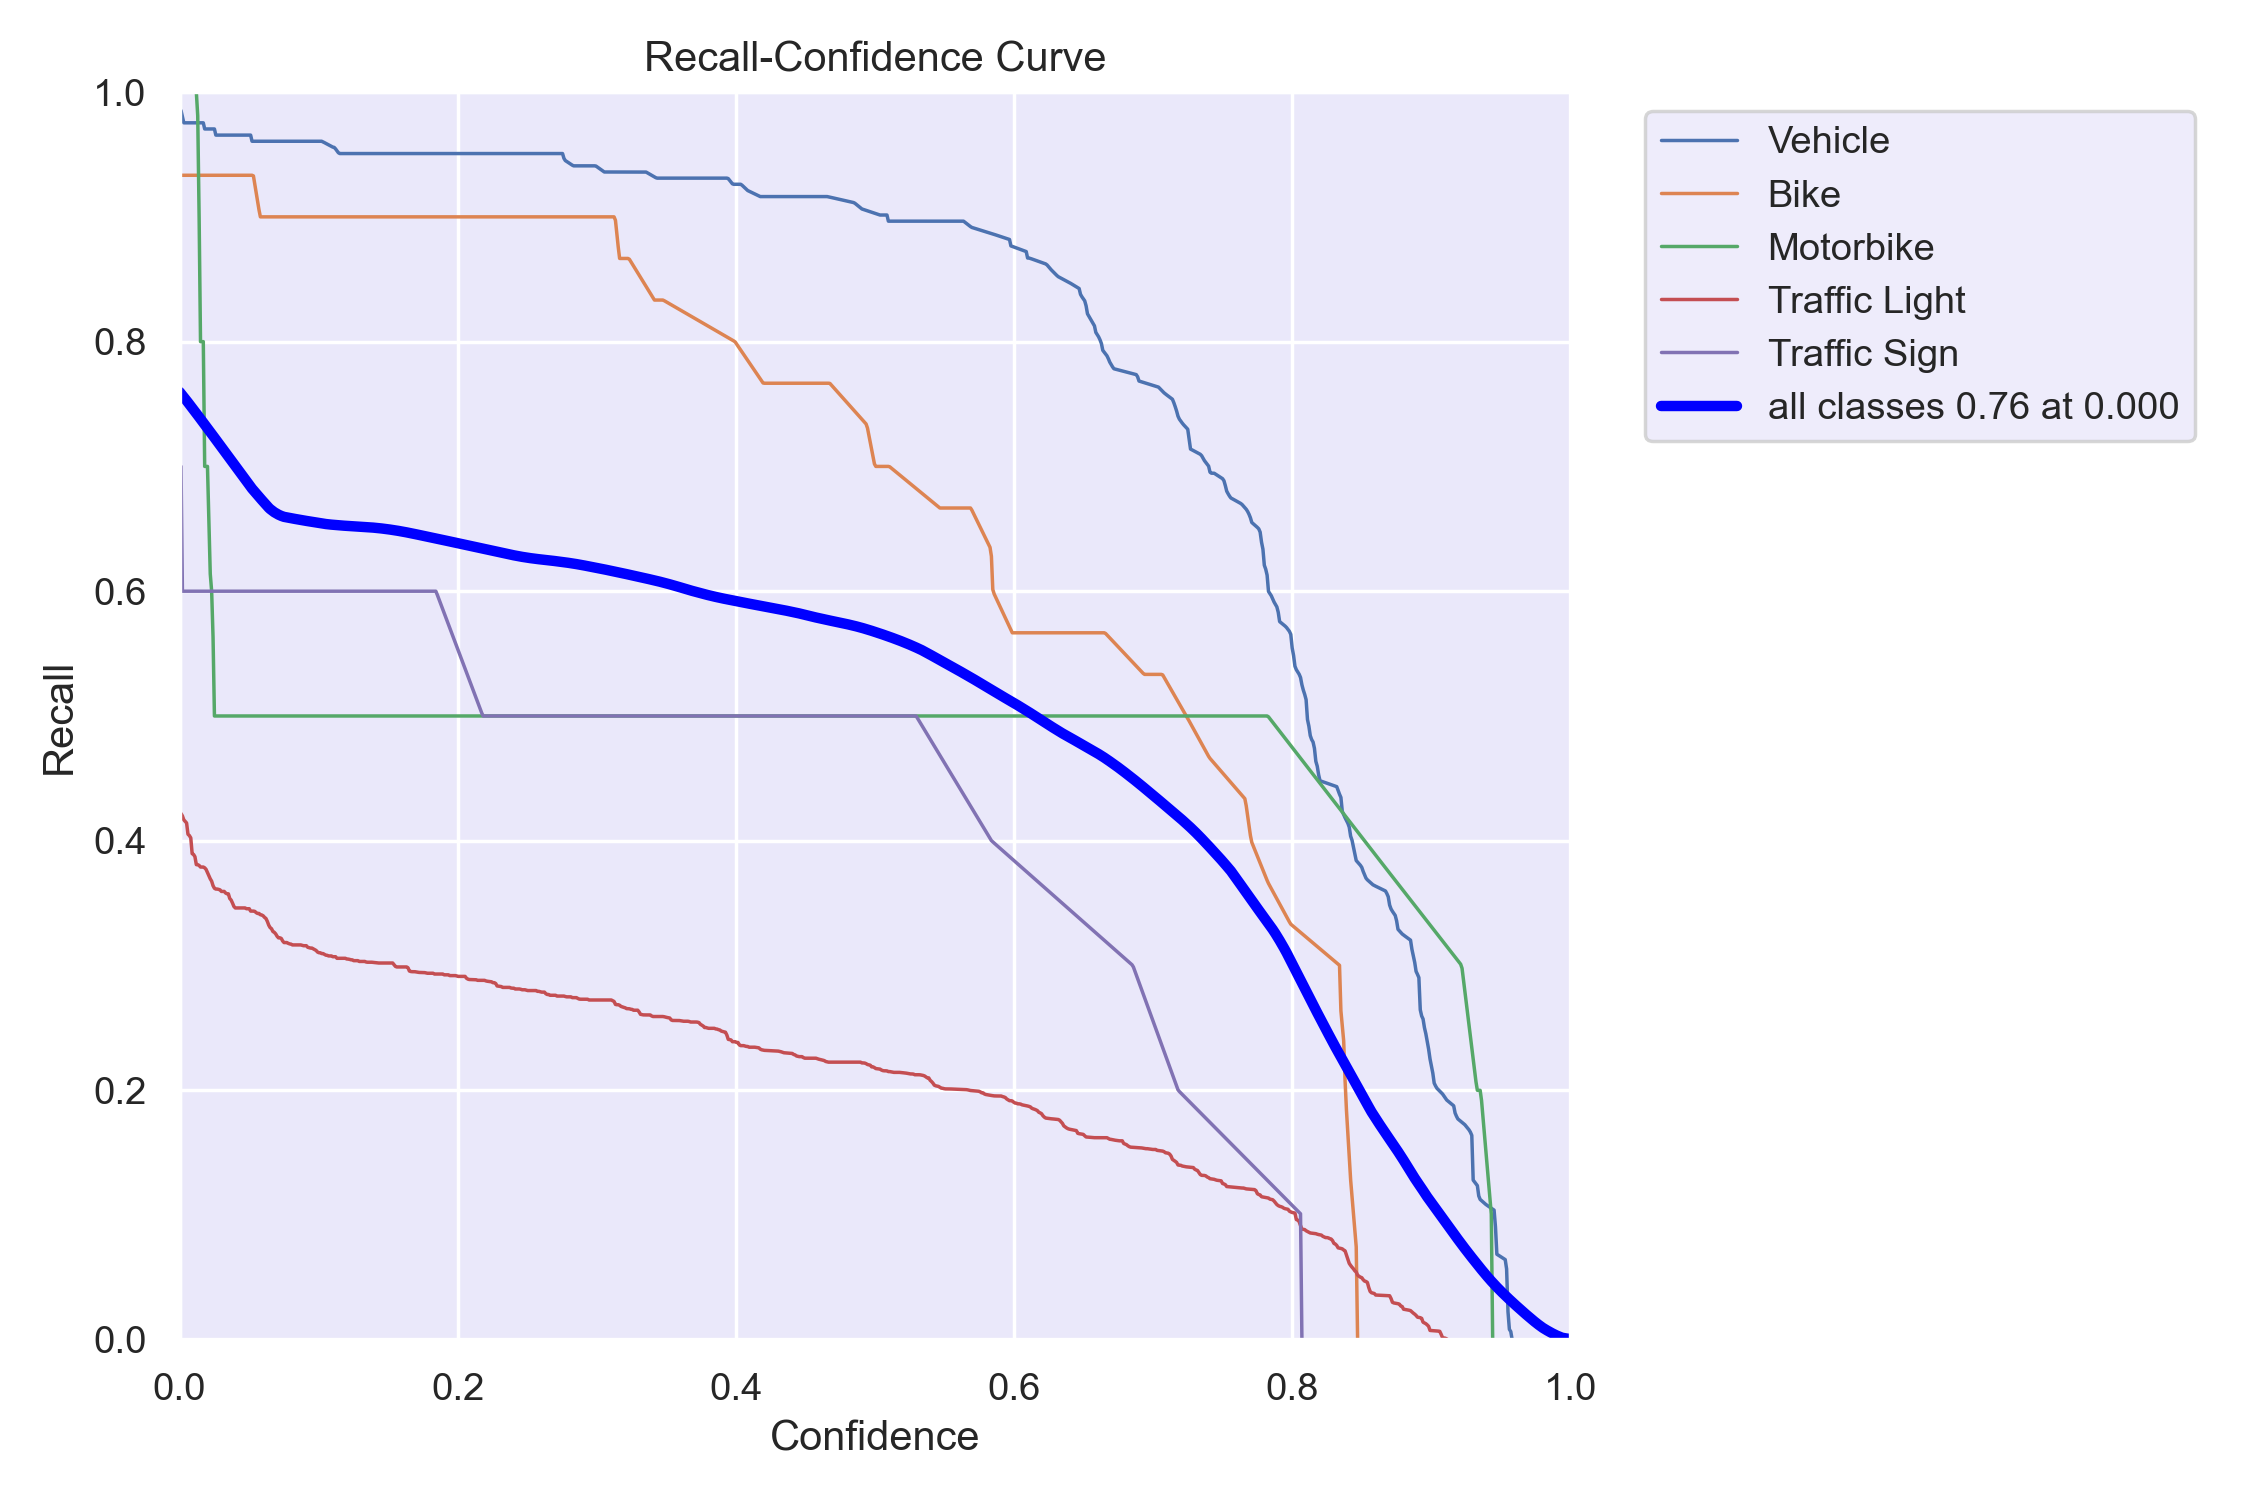 Recall-Confidence Curve
1.0
0.8
0.6
0.4
0.2
0.0
Recall
0.0 0.2 0.4 0.6 0.8 1.0
Confidence
Vehicle
Bike
Motorbike
Traffic Light
Traffic Sign
all classes 0.76 at 0.000